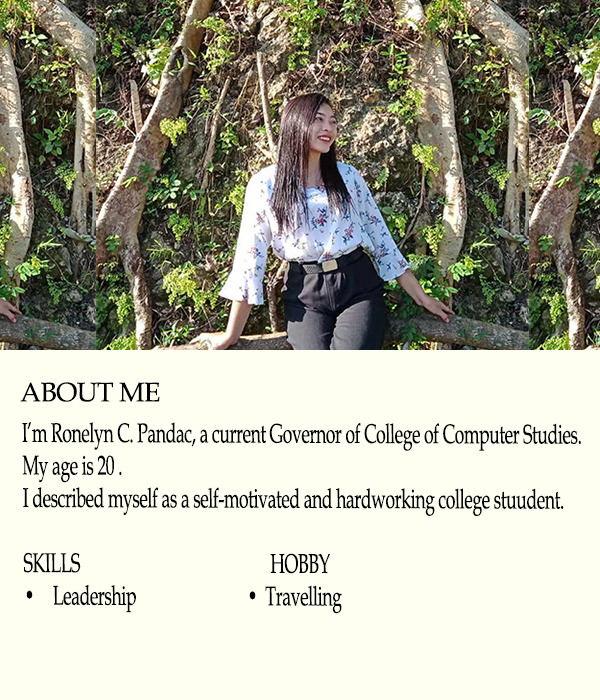 ABOUT ME
I'm Ronelyn C. Pandac, a current Governor of College of Computer Studies.
My age is 20 .
I described myself as a self-motivated and hardworking college stuudent.
SKILLS HOBBY
• Leadership • Travelling